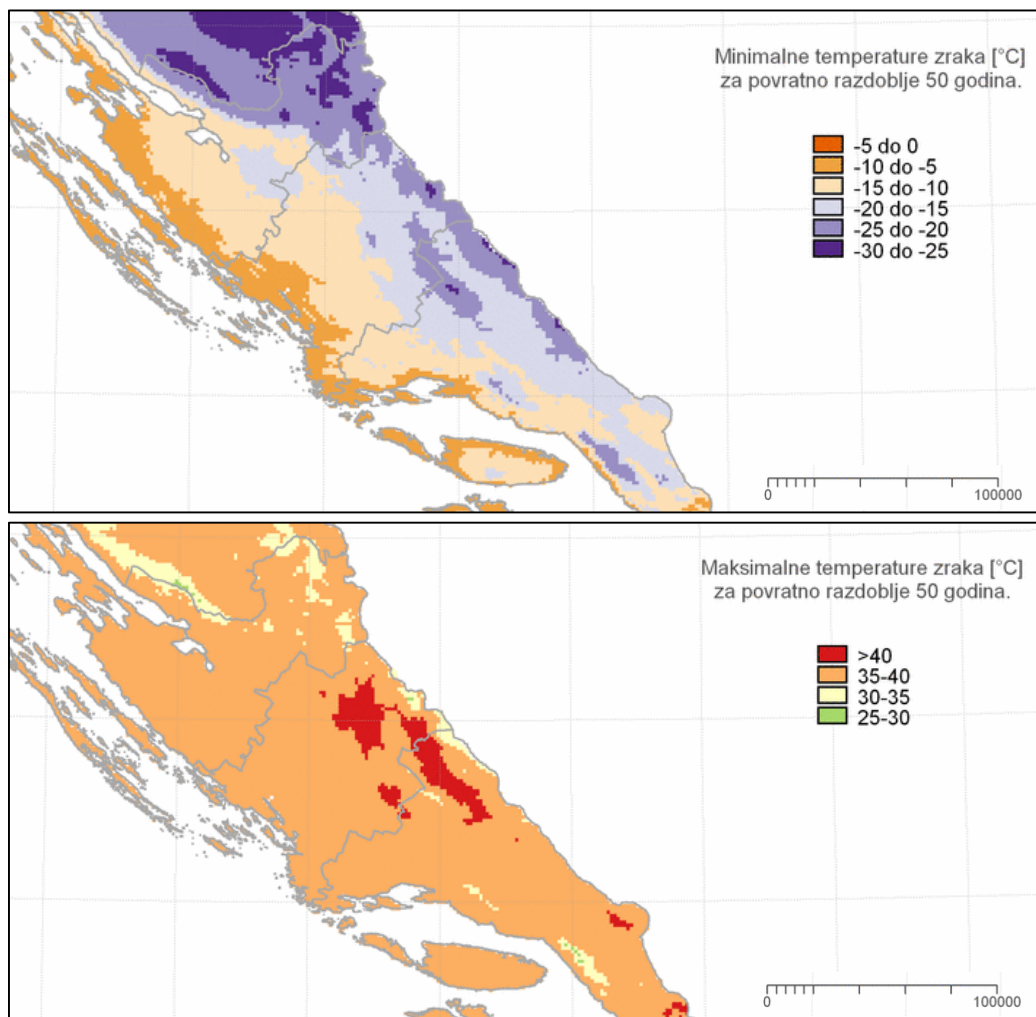 Minimalne temperature zraka [°C]
za povratno razdoblje 50 godina.
-5 do 0
-10 do -5
-15 do -10
-20 do -15
-25 do -20
-30 do -25
0 100000
Maksimalne temperature zraka [°C]
za povratno razdoblje 50 godina.
>40
35-40
30-35
25-30
0 100000